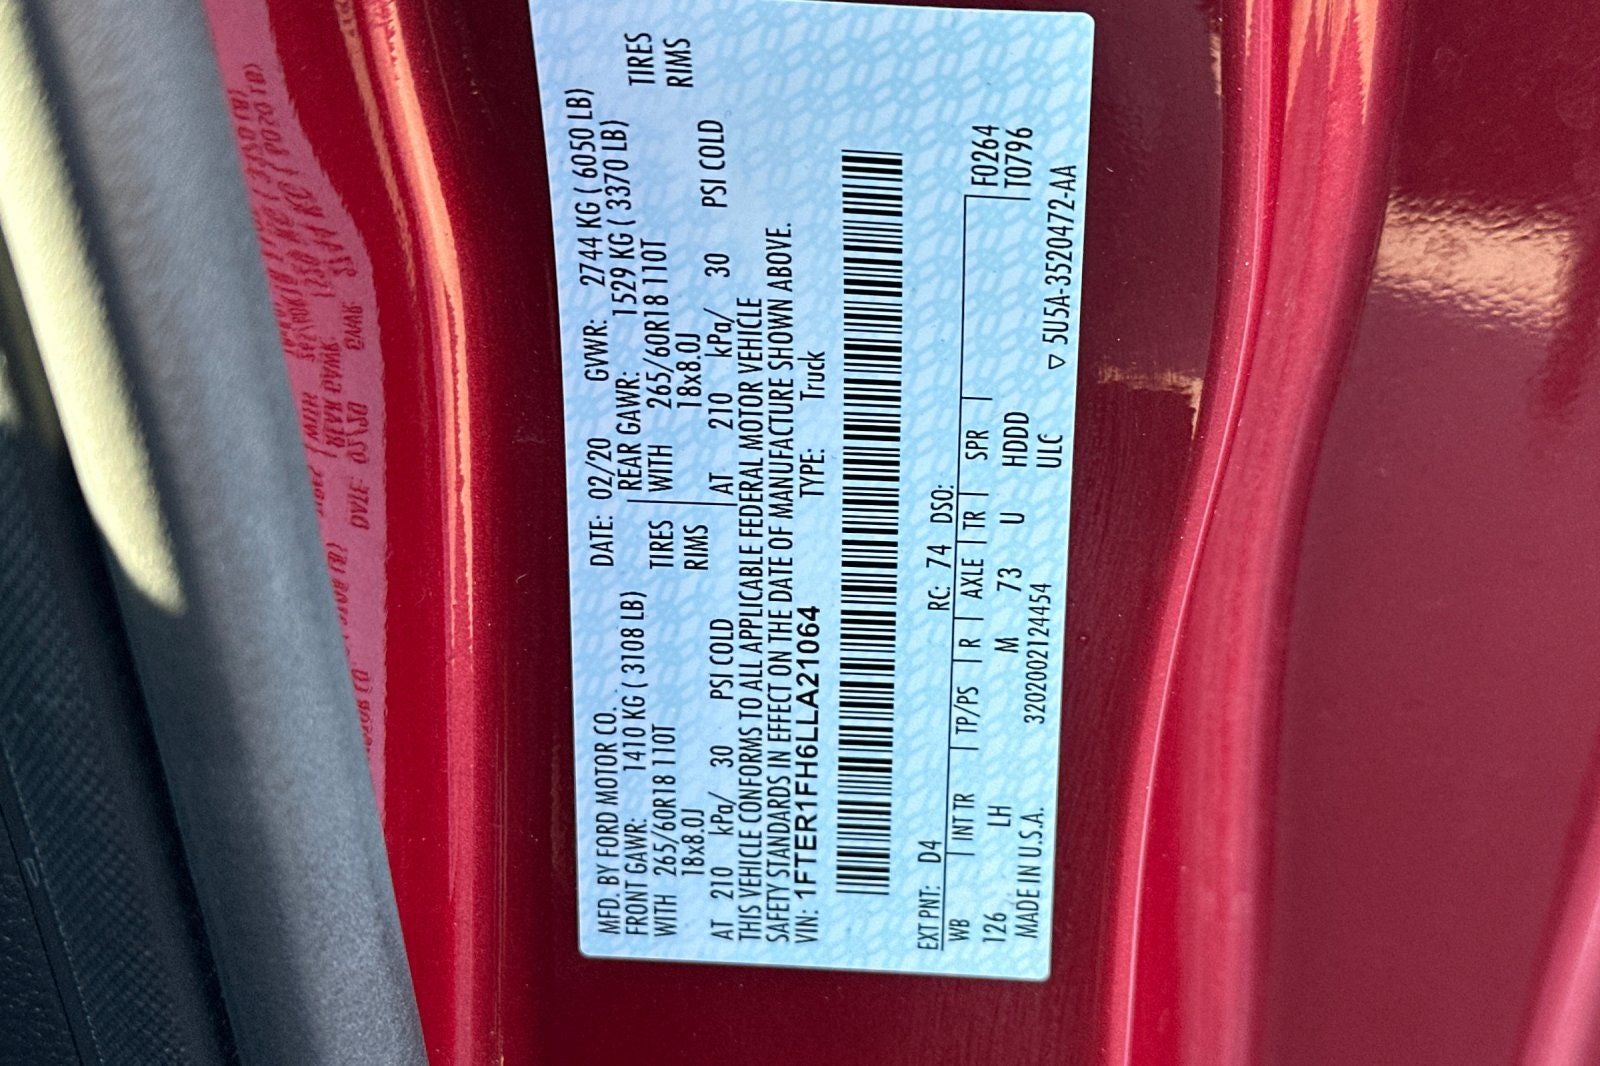 MFD. BY FORD MOTOR CO. DATE: 02/20 GVWR: 2744 KG ( 6050 LB)
FRONT GAWR: 1410 KG ( 3108 LB) REAR GAWR: 1529 KG ( 3370 LB)
WITH 265/60R18 110T TIRES WITH 265/60R18 110T TIRES
18x8.0J RIMS 18x8.0J RIMS
AT 210 kPa/ 30 PSI COLD AT 210 kPa/ 30 PSI COLD
THIS VEHICLE CONFORMS TO ALL APPLICABLE FEDERAL MOTOR VEHICLE
SAFETY STANDARDS IN EFFECT ON THE DATE OF MANUFACTURE SHOWN ABOVE.
VIN: 1FTER1FH6LLA21064 TYPE: Truck
EXT PNT: D4 RC: 74 DSO:
WB INT TR TP/PS R AXLE TR SPR F0264
126 LH M 73 U HDDD T0796
MADE IN U.S.A. 3202002124454 ULC
▽ 5U5A-3520472-AA